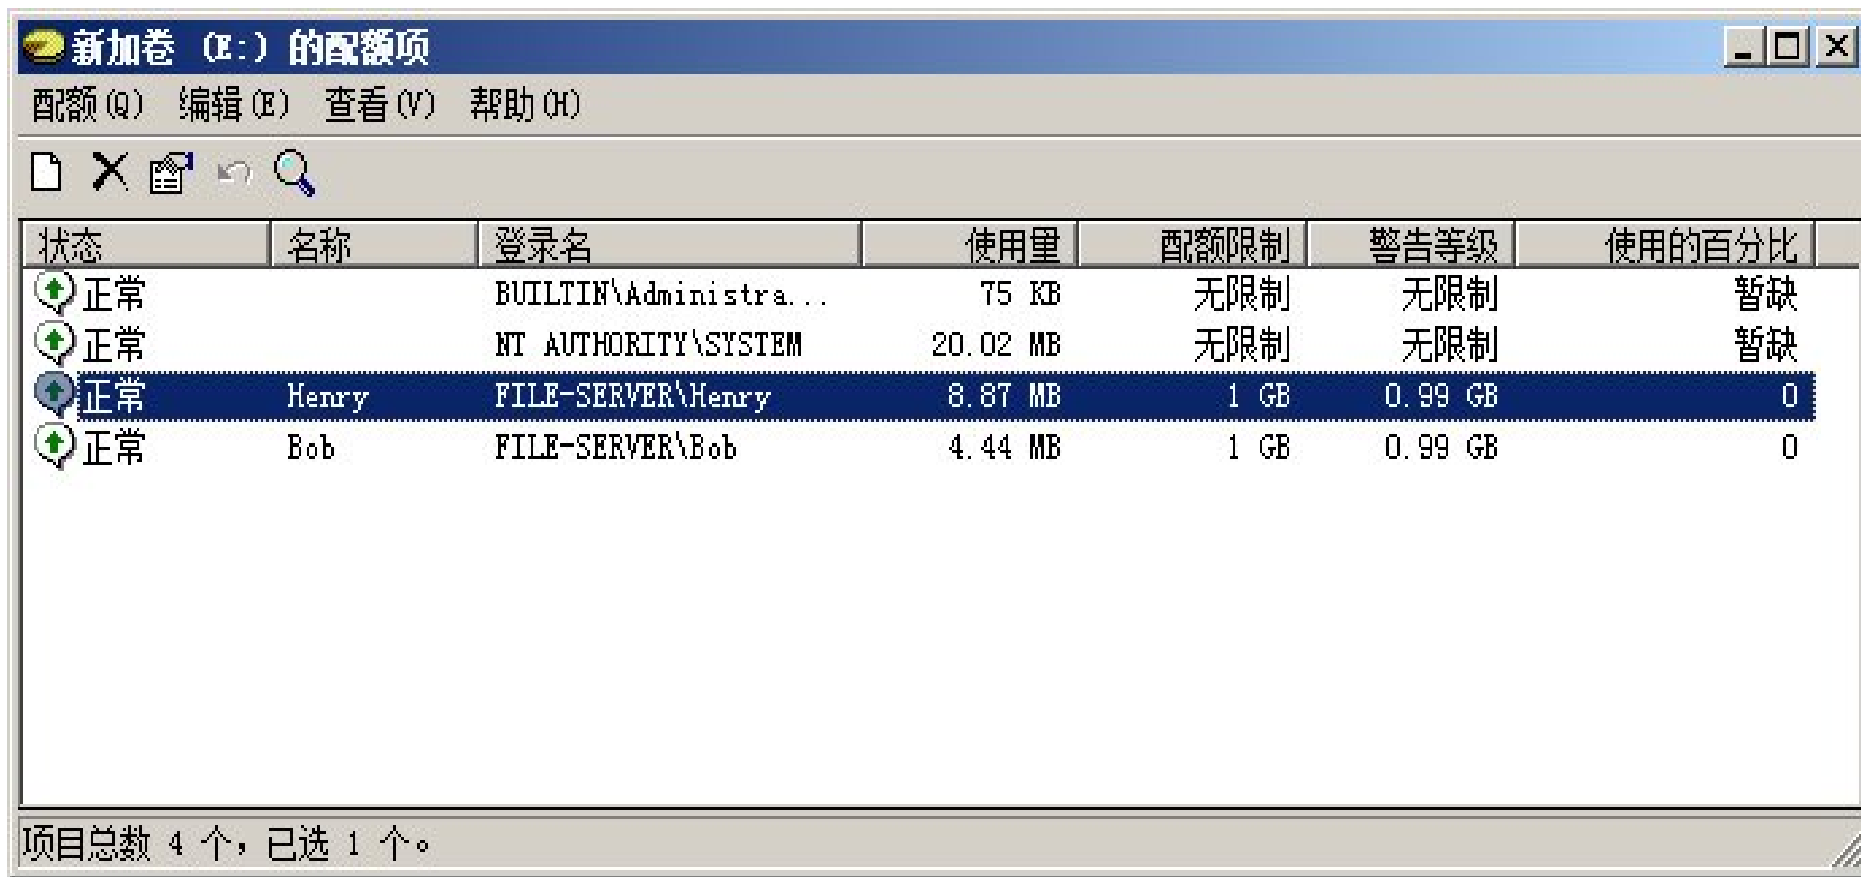 新加卷 (E:) 的配额项
配额(Q) 编辑(E) 查看(V) 帮助(H)
状态 名称 登录名 使用量 配额限制 警告等级 使用的百分比
正常 BUILTIN\Administra... 75 KB 无限制 无限制 暂缺
正常 NT AUTHORITY\SYSTEM 20.02 MB 无限制 无限制 暂缺
正常 Henry FILE-SERVER\Henry 8.87 MB 1 GB 0.99 GB 0
正常 Bob FILE-SERVER\Bob 4.44 MB 1 GB 0.99 GB 0
项目总数 4 个，已选 1 个。